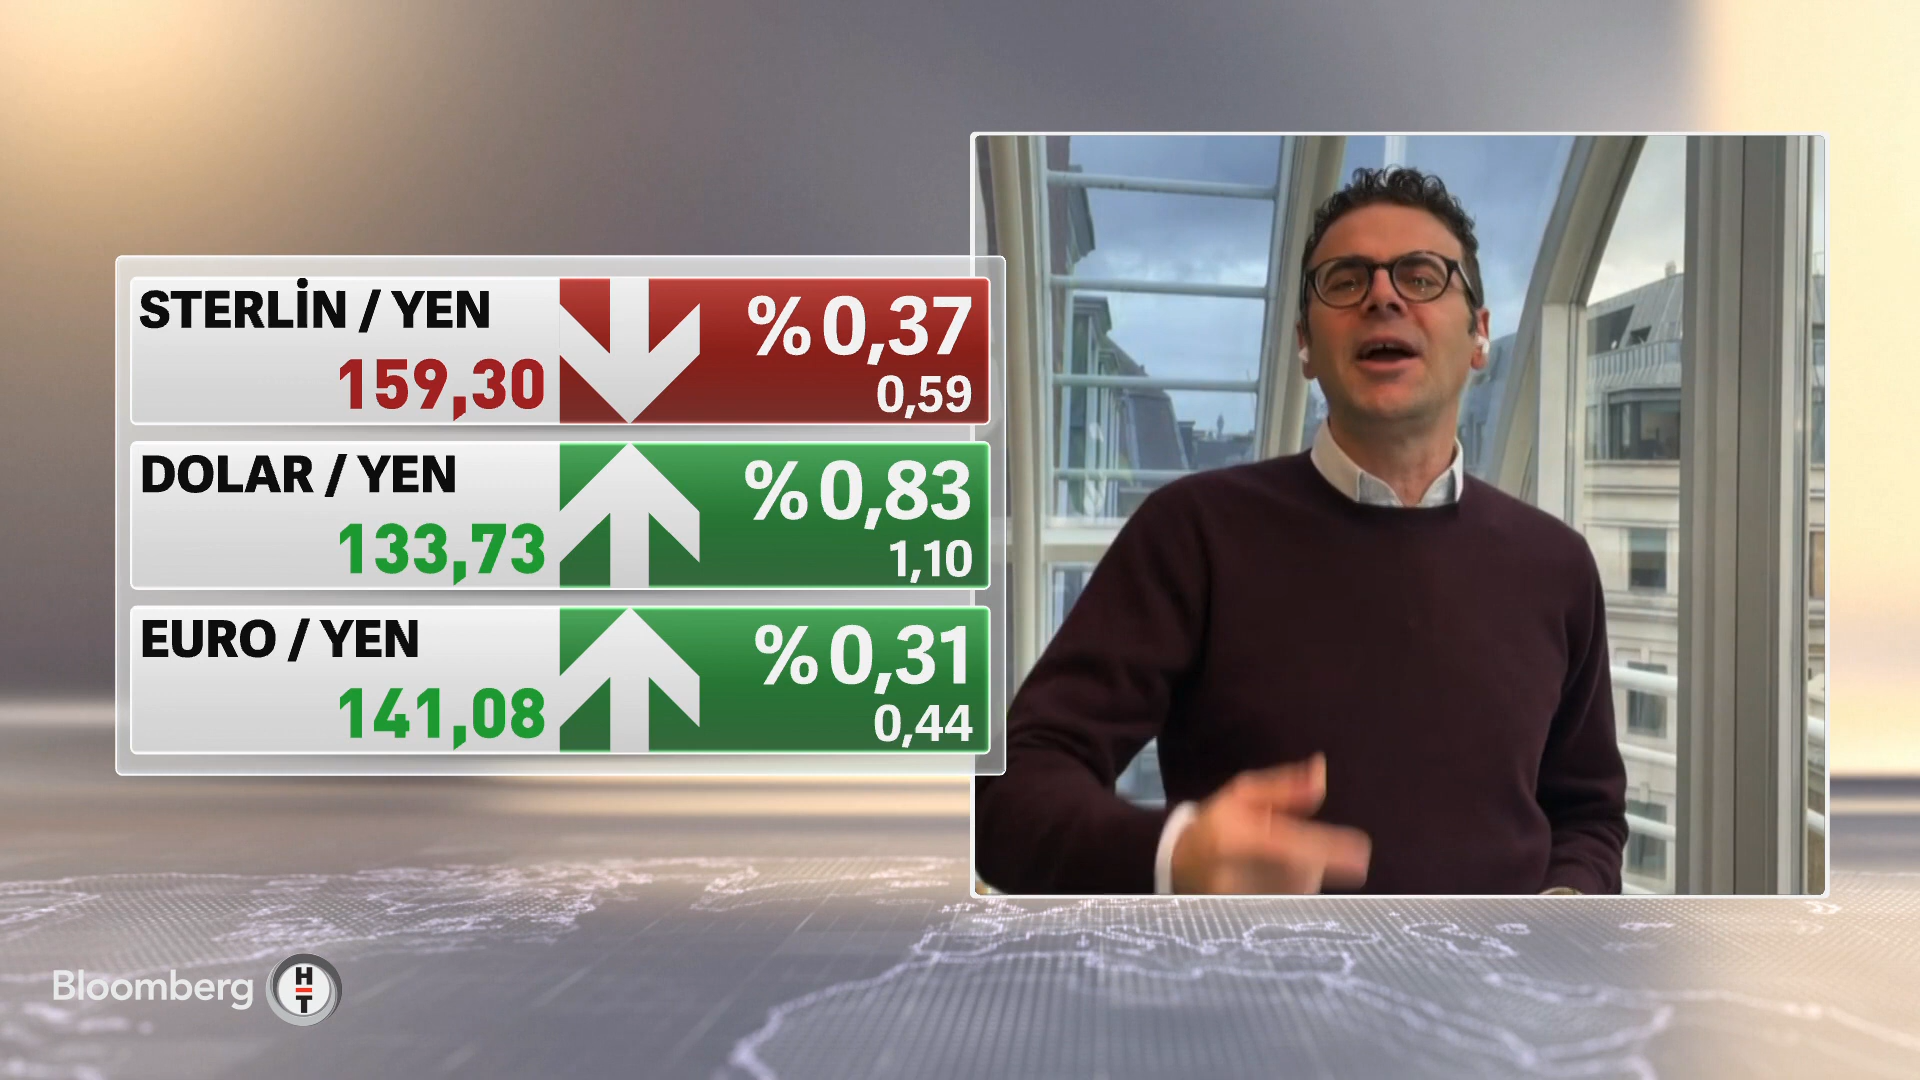 STERLİN / YEN
159,30
%0,37
0,59
DOLAR / YEN
133,73
%0,83
1,10
EURO / YEN
141,08
%0,31
0,44
Bloomberg HT